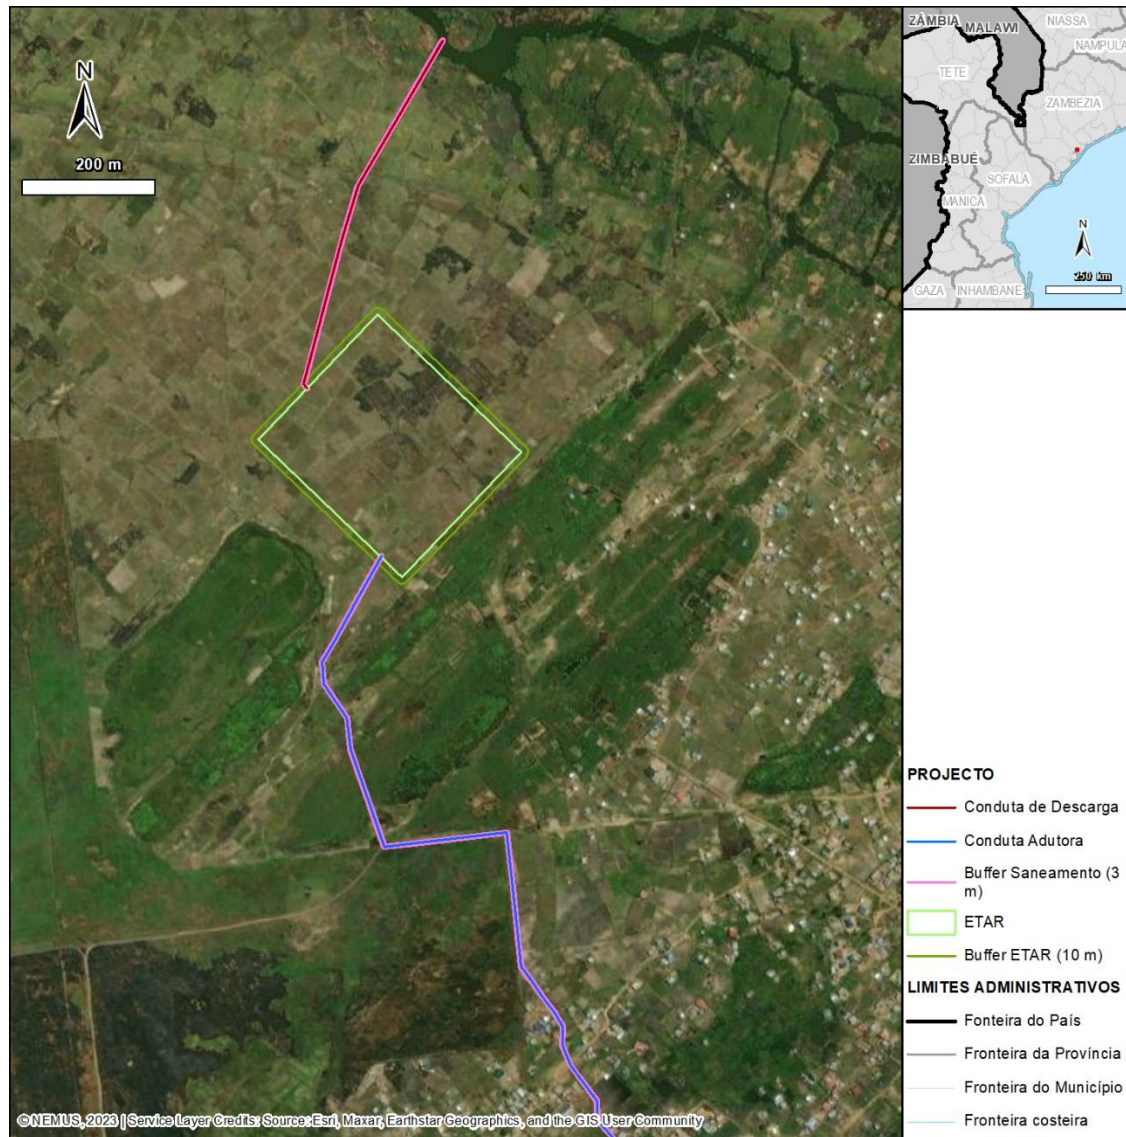 N
200 m
ZÂMBIA
MALAWI
NIASSA
NAMPULA
TETE
ZAMBEZIA
ZIMBABUÉ
SOFALA
MANICA
N
250 km
GAZA
INHAMBANE
PROJECTO
Conduta de Descarga
Conduta Adutora
Buffer Saneamento (3
m)
ETAR
Buffer ETAR (10 m)
LIMITES ADMINISTRATIVOS
Fonteira do País
Fronteira da Província
Fronteira do Município
Fronteira costeira
© NEMUS, 2023 | Service Layer Credits: Source: Esri, Maxar, Earthstar Geographics, and the GIS User Community